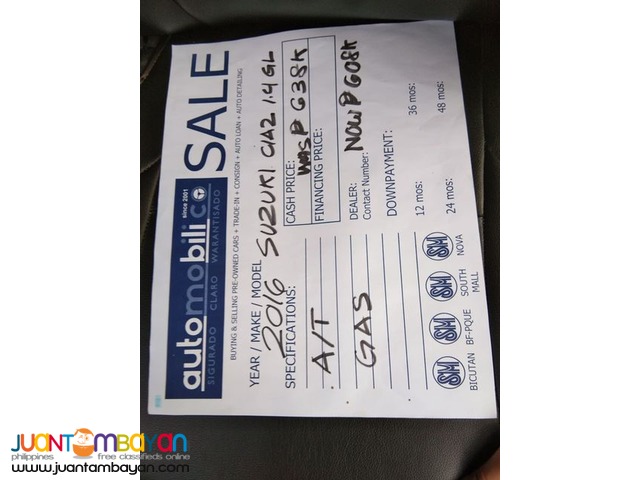 automobilico since 2001
SIGURADO CLARO WARANTISADO
SALE
BUYING & SELLING PRE-OWNED CARS + TRADE-IN + CONSIGN + AUTO LOAN + AUTO DETAILING
YEAR / MAKE / MODEL
2016 SUZUKI CIAZ 1.4 GL
SPECIFICATIONS:
A/T
GAS
CASH PRICE:
WAS P 638K
FINANCING PRICE:
NOW P 608K
DEALER:
Contact Number:
DOWNPAYMENT:
12 mos:
36 mos:
24 mos:
48 mos:
SM SM SM SM
BICUTAN BF-PQUE SOUTH MALL NOVA
JUANTAMBAYAN
philippines free classifieds online
www.juantambayan.com